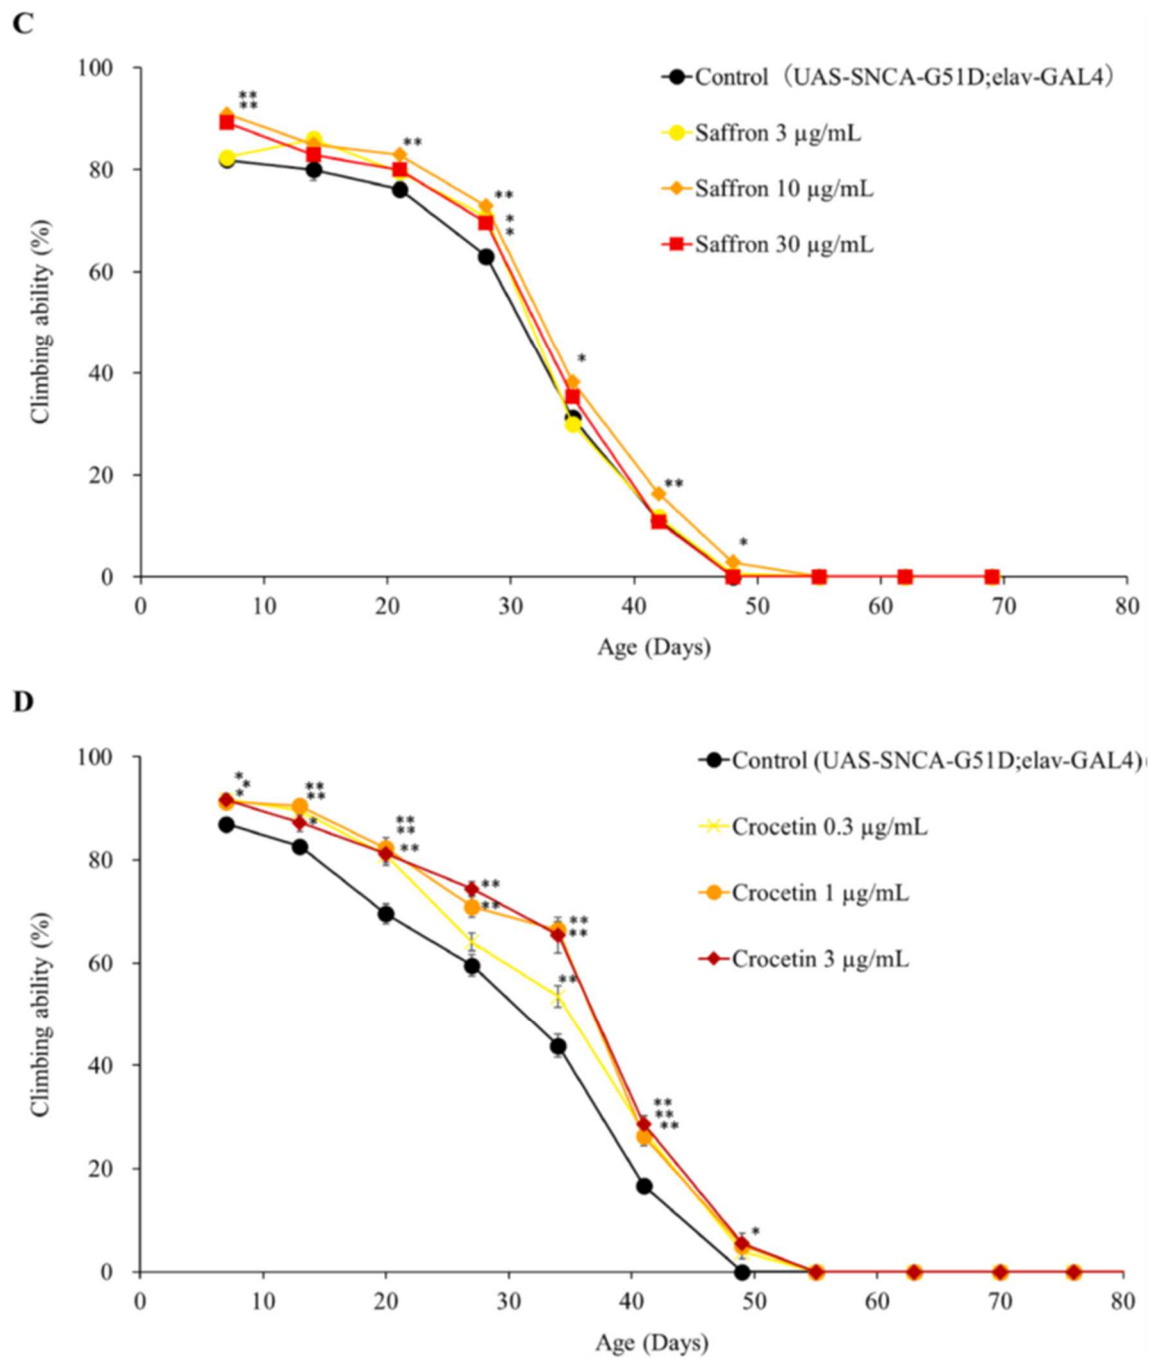 C
100
80
60
40
20
0
Climbing ability (%)
Control（UAS-SNCA-G51D;elav-GAL4）
Saffron 3 µg/mL
Saffron 10 µg/mL
Saffron 30 µg/mL
**
**
**
**
*
*
*
**
*
0 10 20 30 40 50 60 70 80
Age (Days)
D
100
80
60
40
20
0
Climbing ability (%)
Control (UAS-SNCA-G51D;elav-GAL4)
Crocetin 0.3 µg/mL
Crocetin 1 µg/mL
Crocetin 3 µg/mL
*
*
*
**
**
*
**
**
**
**
**
**
**
**
**
**
**
*
0 10 20 30 40 50 60 70 80
Age (Days)